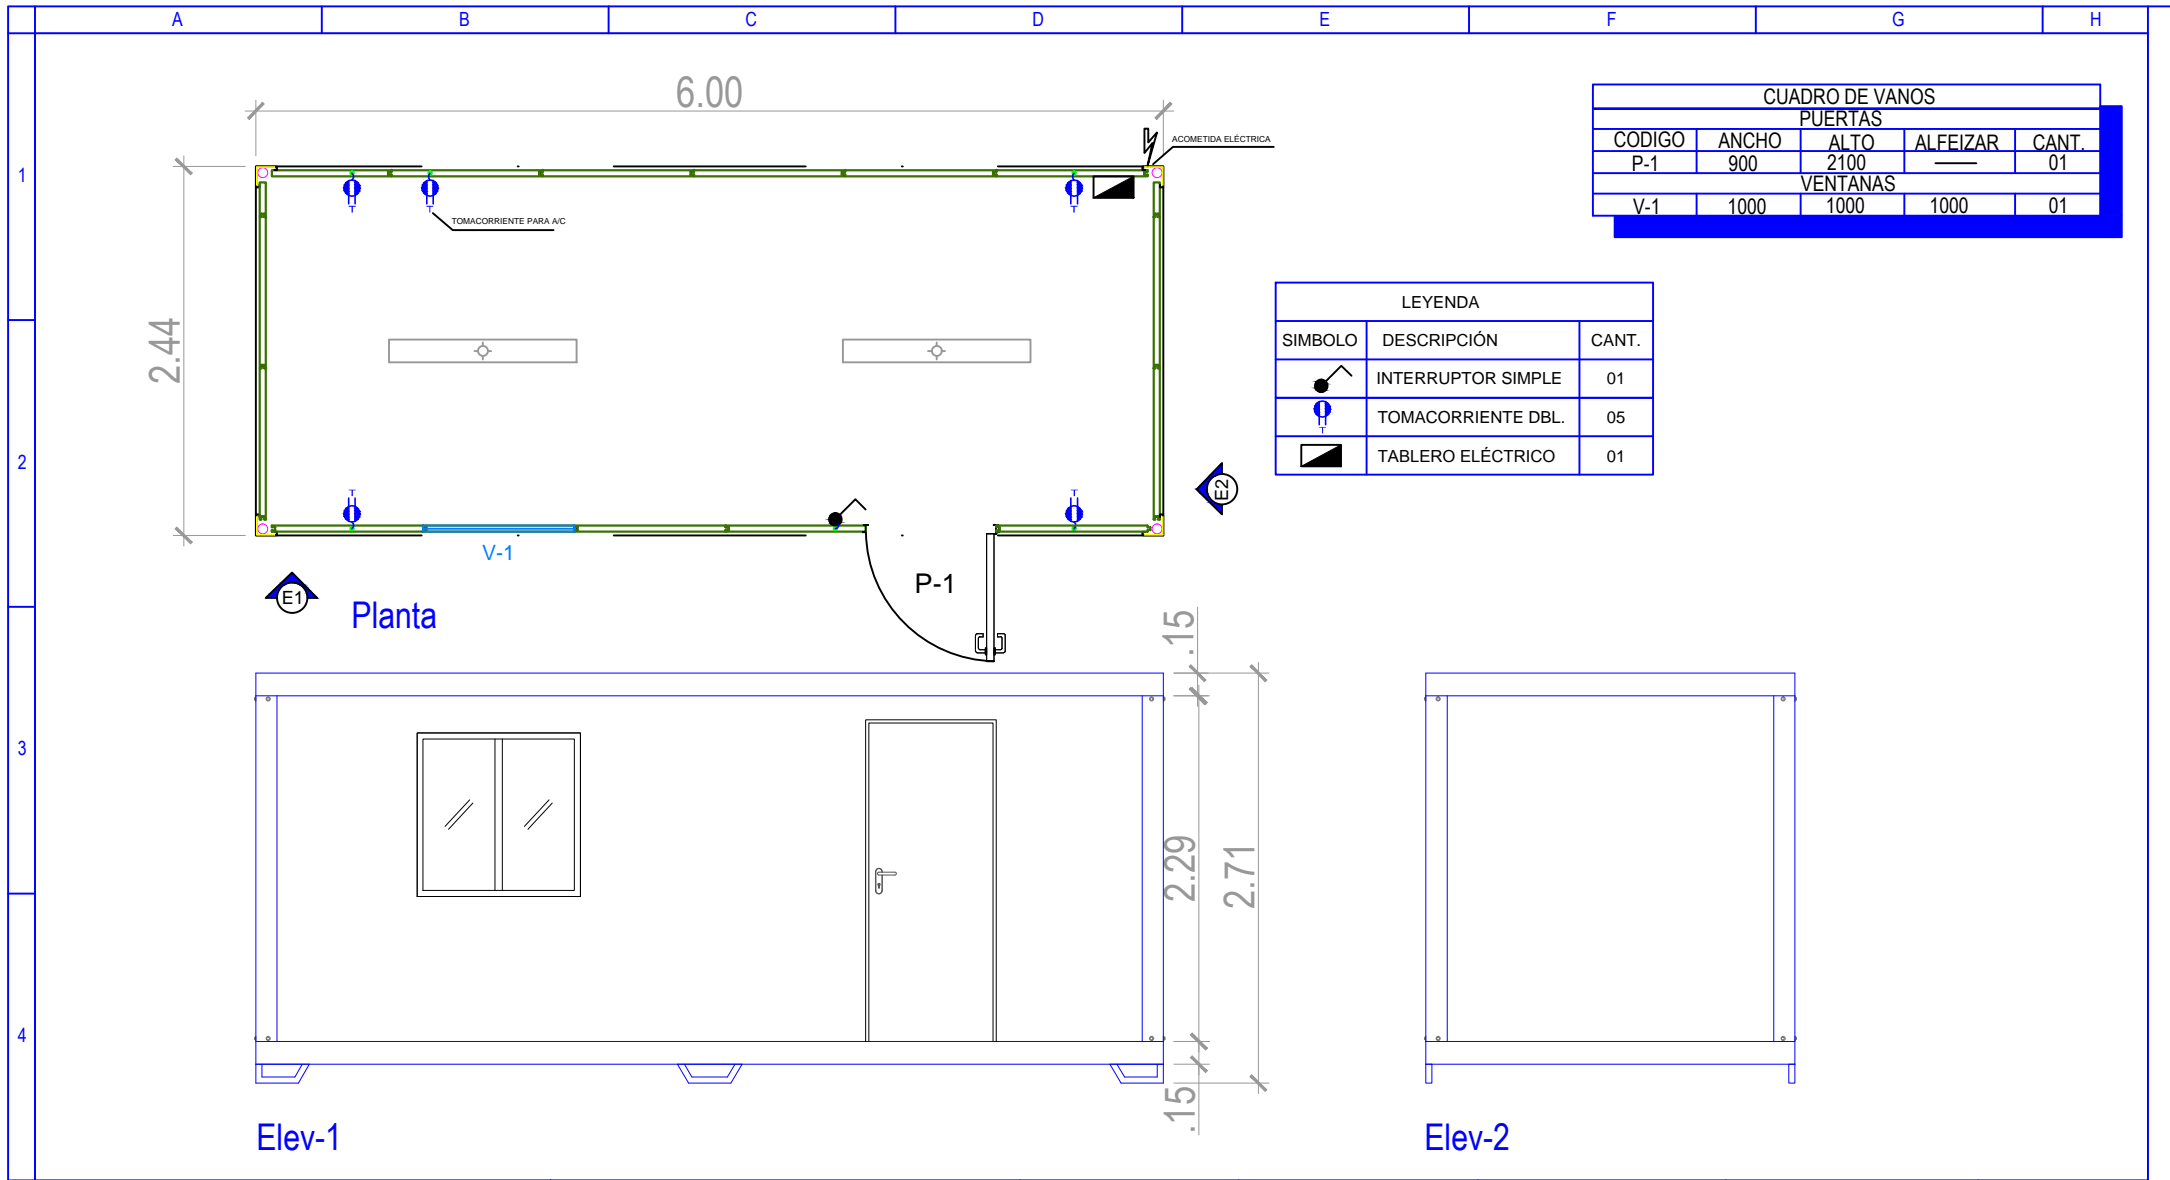 A B C D E F G H
1
2
3
4
6.00
ACOMETIDA ELÉCTRICA
T T T
TOMACORRIENTE PARA A/C
2.44
T T
V-1
P-1
E1
E2
Planta
CUADRO DE VANOS
PUERTAS
CODIGO ANCHO ALTO ALFEIZAR CANT.
P-1 900 2100 —— 01
VENTANAS
V-1 1000 1000 1000 01
LEYENDA
SIMBOLO DESCRIPCIÓN CANT.
INTERRUPTOR SIMPLE 01
T TOMACORRIENTE DBL. 05
TABLERO ELÉCTRICO 01
.15
2.29
2.71
.15
Elev-1
Elev-2